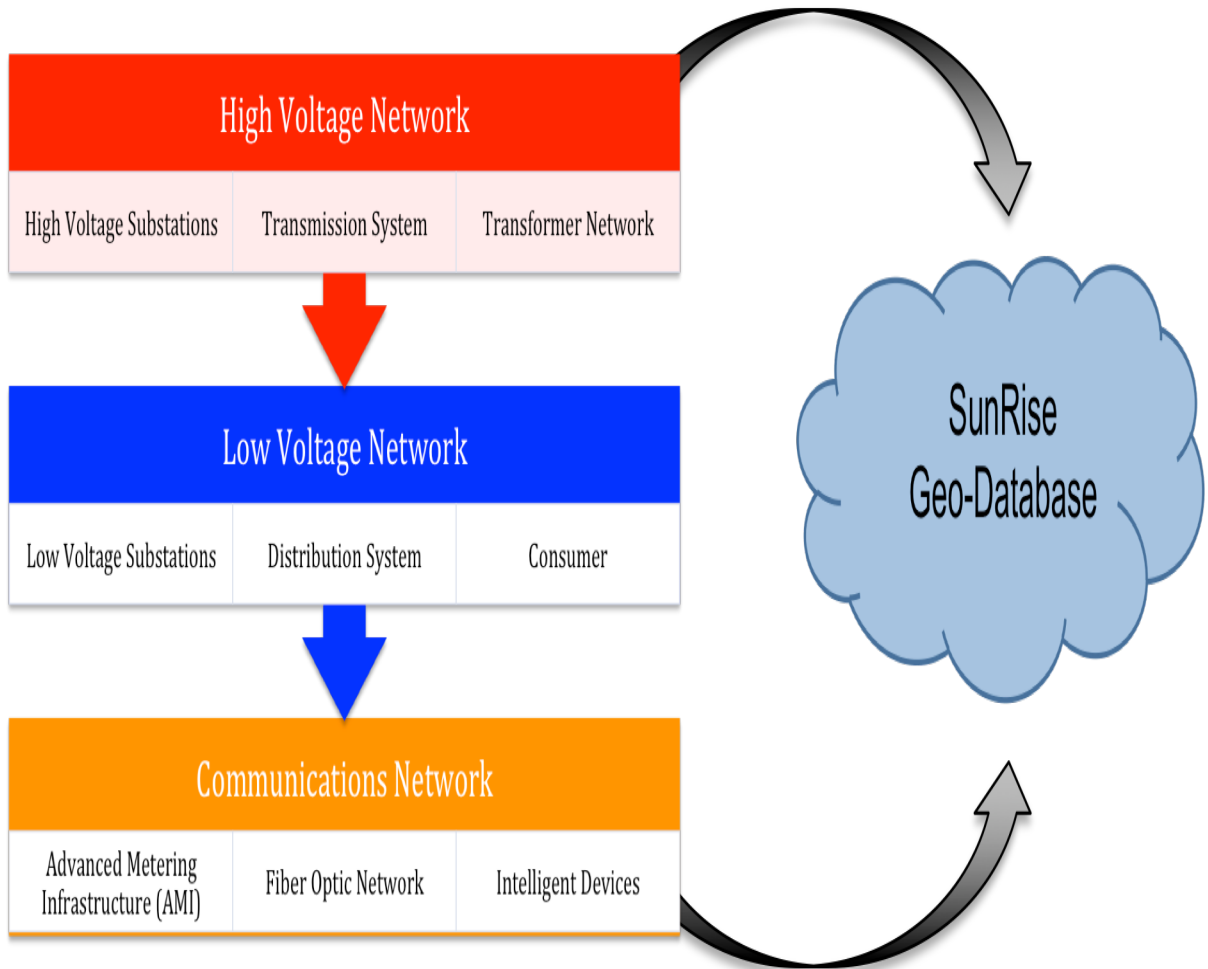 High Voltage Network
High Voltage Substations
Transmission System
Transformer Network
Low Voltage Network
Low Voltage Substations
Distribution System
Consumer
Communications Network
Advanced Metering
Infrastructure (AMI)
Fiber Optic Network
Intelligent Devices
SunRise
Geo-Database